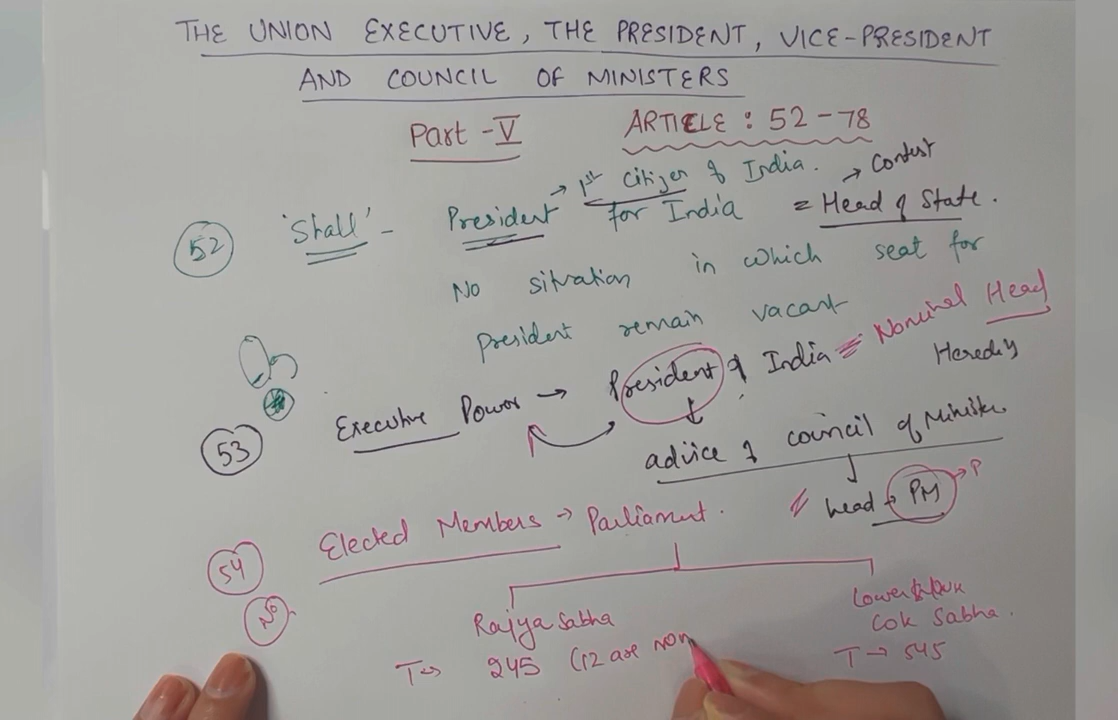 THE UNION EXECUTIVE, THE PRESIDENT, VICE-PRESIDENT
AND COUNCIL OF MINISTERS
Part - V ARTICLE : 52 - 78
→ 1st citizen of India. → Contest
52 'Shall' - President for India = Head of State.
No situation in which seat for
president remain vacant
53 Executive Power → President of India = Nominal Head
Heredity
advice of council of Ministers
head → PM → P
54 Elected Members → Parliament.
No
Rajya Sabha
Lower House
Lok Sabha.
T → 245 (12 are nom
T → 545